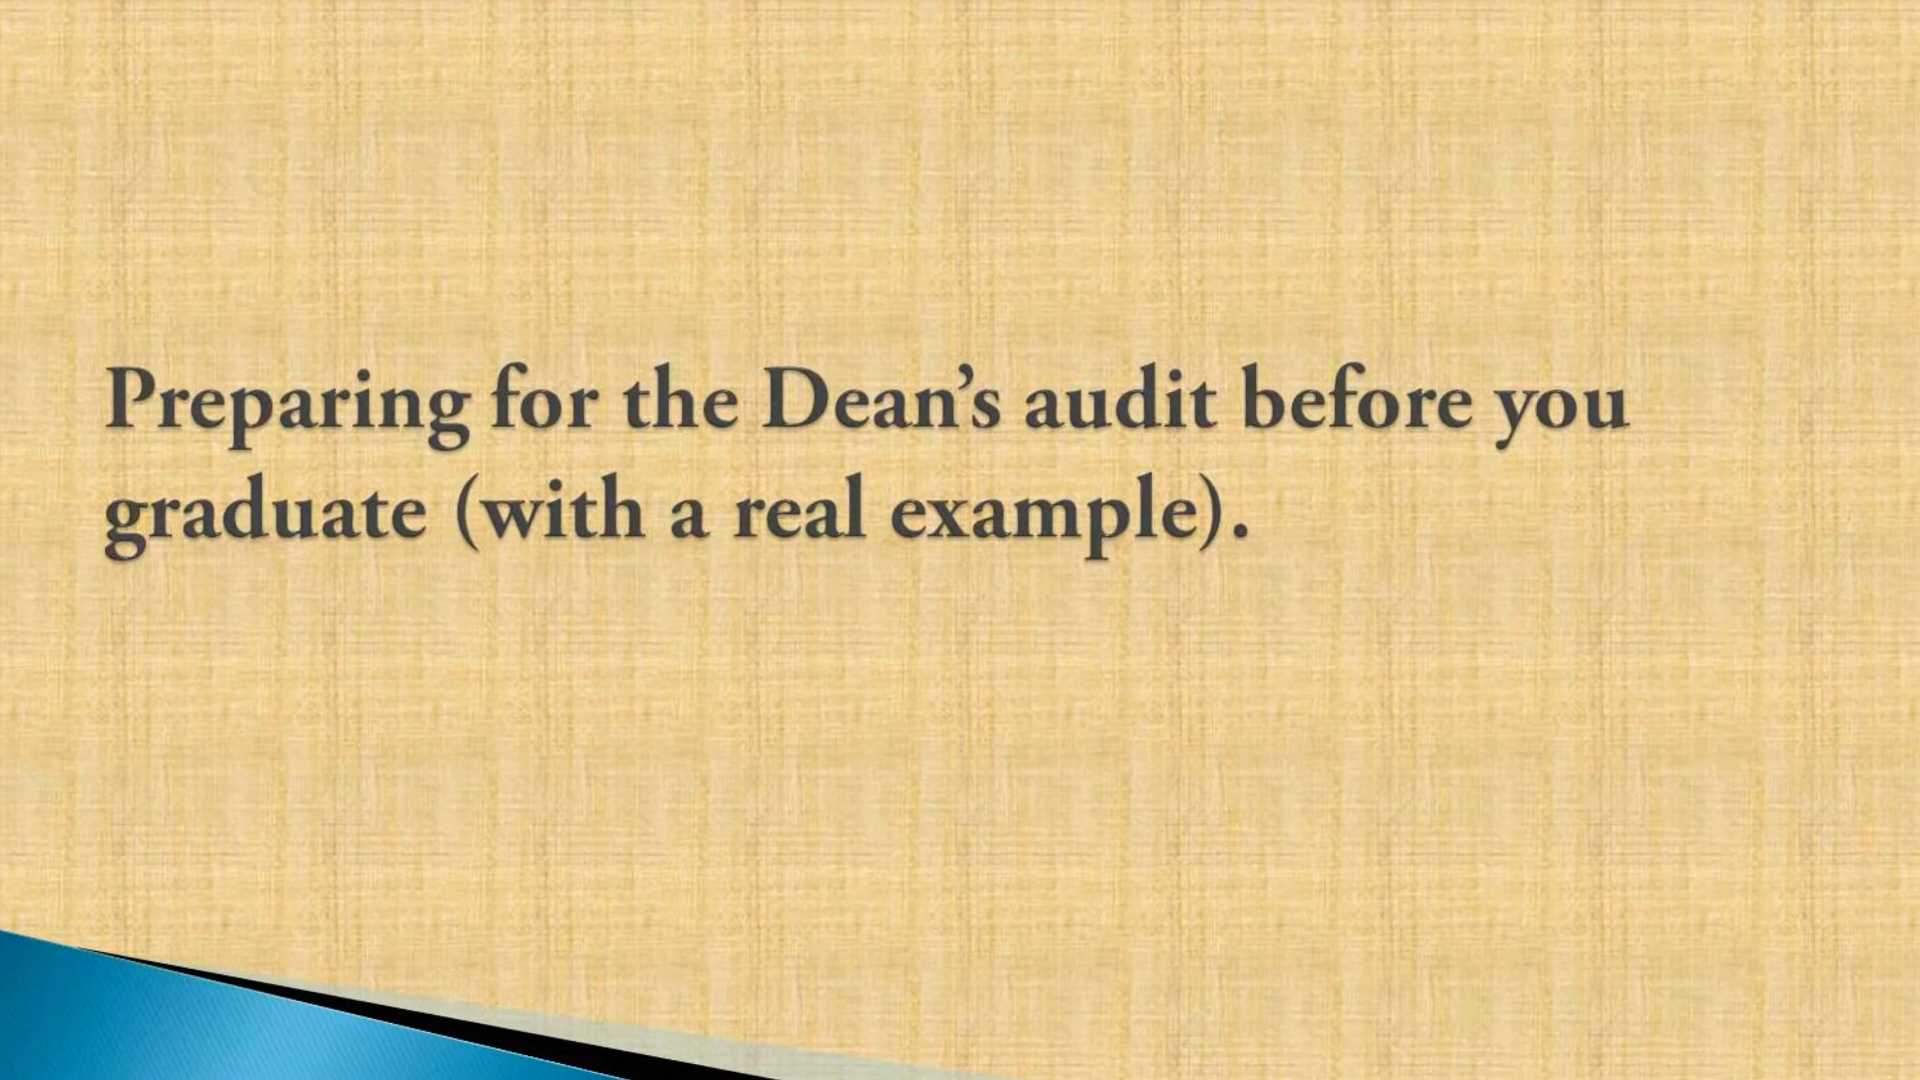 Preparing for the Dean’s audit before you
graduate (with a real example).